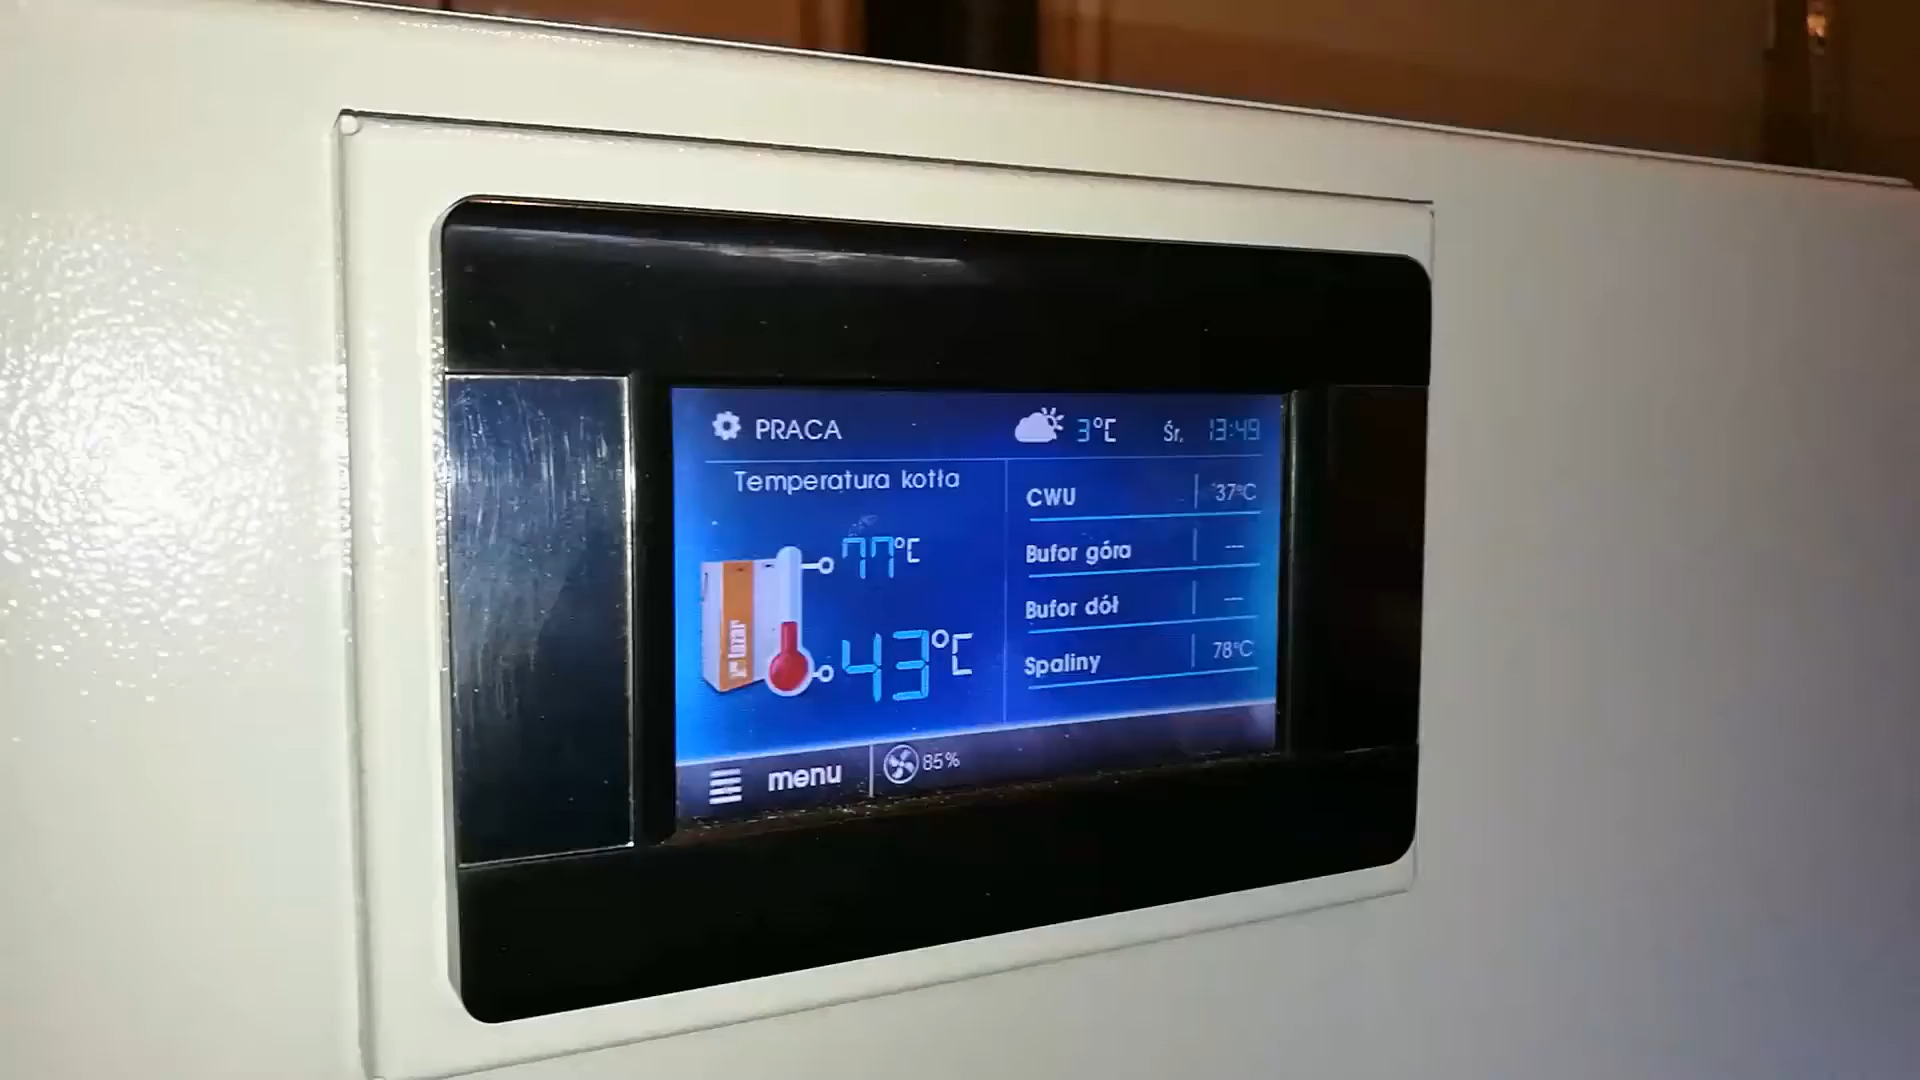 PRACA 3°C Śr. 13:49
Temperatura kotła
77°C
43°C
lazar
CWU 37°C
Bufor góra ---
Bufor dół ---
Spaliny 78°C
menu 85%